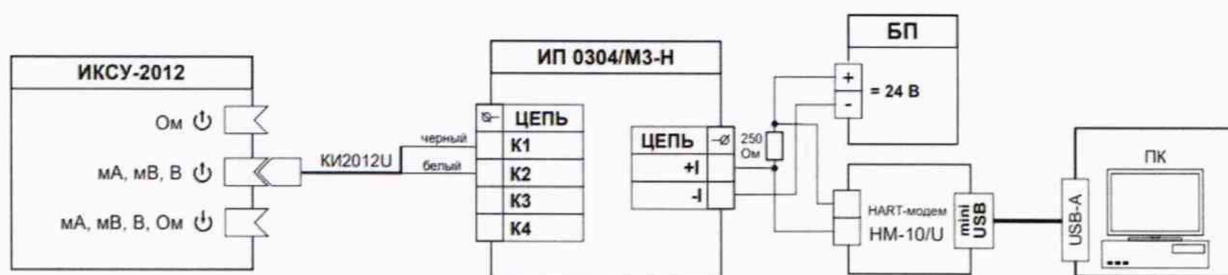 ИКСУ-2012
Ом
мА, мВ, В
мА, мВ, В, Ом
КИ2012U
черный
белый
ИП 0304/М3-Н
ЦЕПЬ
К1
К2
К3
К4
ЦЕПЬ
+I
-I
250
Ом
БП
+
-
= 24 В
HART-модем
НМ-10/U
mini
USB
USB-A
ПК